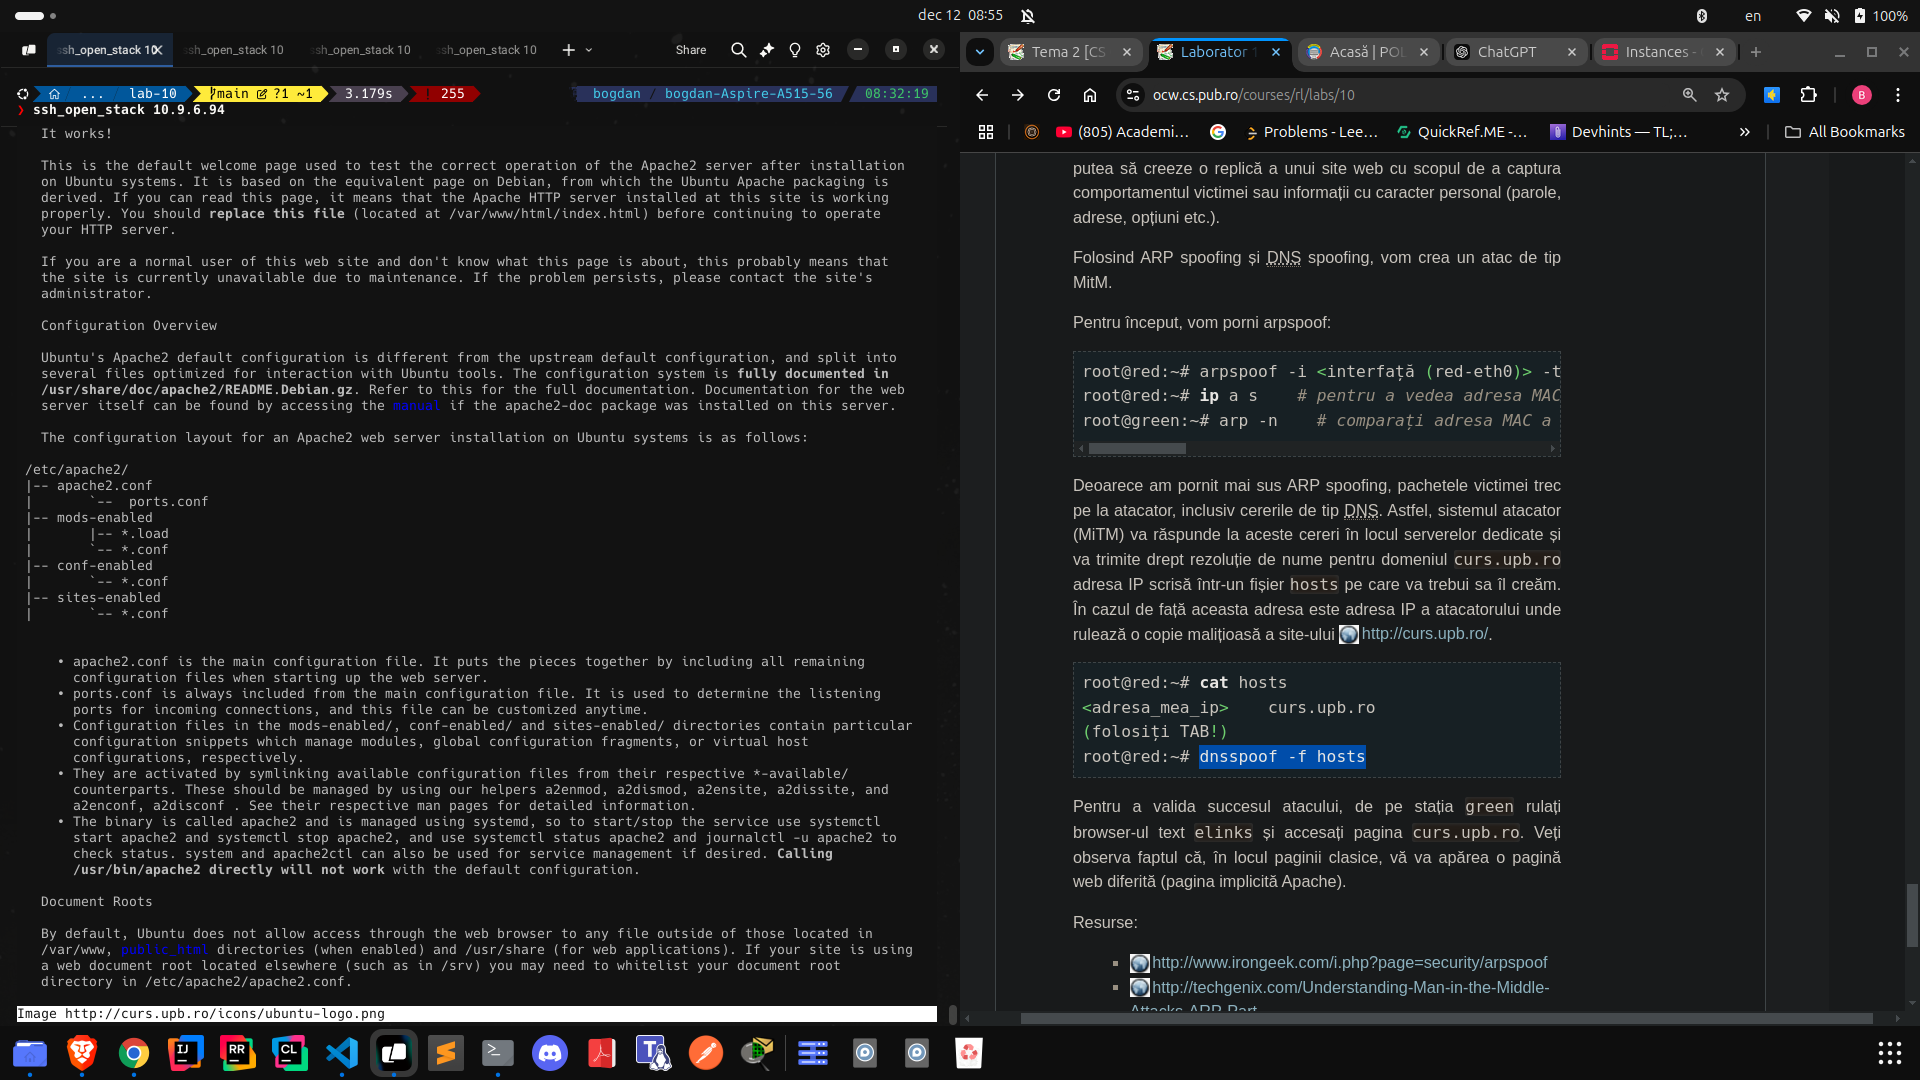 dec 12 08:55
en
100%
ssh_open_stack 10
ssh_open_stack 10
ssh_open_stack 10
ssh_open_stack 10
Share
... lab-10 main ?1 ~1 3.179s 255
bogdan / bogdan-Aspire-A515-56 08:32:19
❯ ssh_open_stack 10.9.6.94
It works!
This is the default welcome page used to test the correct operation of the Apache2 server after installation
on Ubuntu systems. It is based on the equivalent page on Debian, from which the Ubuntu Apache packaging is
derived. If you can read this page, it means that the Apache HTTP server installed at this site is working
properly. You should replace this file (located at /var/www/html/index.html) before continuing to operate
your HTTP server.
If you are a normal user of this web site and don't know what this page is about, this probably means that
the site is currently unavailable due to maintenance. If the problem persists, please contact the site's
administrator.
Configuration Overview
Ubuntu's Apache2 default configuration is different from the upstream default configuration, and split into
several files optimized for interaction with Ubuntu tools. The configuration system is fully documented in
/usr/share/doc/apache2/README.Debian.gz. Refer to this for the full documentation. Documentation for the web
server itself can be found by accessing the manual if the apache2-doc package was installed on this server.
The configuration layout for an Apache2 web server installation on Ubuntu systems is as follows:
/etc/apache2/
|-- apache2.conf
|       `--  ports.conf
|-- mods-enabled
|       |-- *.load
|       `-- *.conf
|-- conf-enabled
|       `-- *.conf
|-- sites-enabled
|       `-- *.conf
• apache2.conf is the main configuration file. It puts the pieces together by including all remaining
configuration files when starting up the web server.
• ports.conf is always included from the main configuration file. It is used to determine the listening
ports for incoming connections, and this file can be customized anytime.
• Configuration files in the mods-enabled/, conf-enabled/ and sites-enabled/ directories contain particular
configuration snippets which manage modules, global configuration fragments, or virtual host
configurations, respectively.
• They are activated by symlinking available configuration files from their respective *-available/
counterparts. These should be managed by using our helpers a2enmod, a2dismod, a2ensite, a2dissite, and
a2enconf, a2disconf . See their respective man pages for detailed information.
• The binary is called apache2 and is managed using systemd, so to start/stop the service use systemctl
start apache2 and systemctl stop apache2, and use systemctl status apache2 and journalctl -u apache2 to
check status. system and apache2ctl can also be used for service management if desired. Calling
/usr/bin/apache2 directly will not work with the default configuration.
Document Roots
By default, Ubuntu does not allow access through the web browser to any file outside of those located in
/var/www, public_html directories (when enabled) and /usr/share (for web applications). If your site is using
a web document root located elsewhere (such as in /srv) you may need to whitelist your document root
directory in /etc/apache2/apache2.conf.
Image http://curs.upb.ro/icons/ubuntu-logo.png
Tema 2 [CS
Laborator 1
Acasă | POL
ChatGPT
Instances -
ocw.cs.pub.ro/courses/rl/labs/10
B
(805) Academi...
Problems - Lee...
QuickRef.ME -...
Devhints — TL;...
»
All Bookmarks
putea să creeze o replică a unui site web cu scopul de a captura
comportamentul victimei sau informații cu caracter personal (parole,
adrese, opțiuni etc.).
Folosind ARP spoofing și DNS spoofing, vom crea un atac de tip
MitM.
Pentru început, vom porni arpspoof:
root@red:~# arpspoof -i <interfață (red-eth0)> -t
root@red:~# ip a s    # pentru a vedea adresa MAC
root@green:~# arp -n    # comparați adresa MAC a
Deoarece am pornit mai sus ARP spoofing, pachetele victimei trec
pe la atacator, inclusiv cererile de tip DNS. Astfel, sistemul atacator
(MiTM) va răspunde la aceste cereri în locul serverelor dedicate și
va trimite drept rezoluție de nume pentru domeniul curs.upb.ro
adresa IP scrisă într-un fișier hosts pe care va trebui sa îl creăm.
În cazul de față aceasta adresa este adresa IP a atacatorului unde
rulează o copie malițioasă a site-ului http://curs.upb.ro/.
root@red:~# cat hosts
<adresa_mea_ip>    curs.upb.ro
(folosiți TAB!)
root@red:~# dnsspoof -f hosts
Pentru a valida succesul atacului, de pe stația green rulați
browser-ul text elinks și accesați pagina curs.upb.ro. Veți
observa faptul că, în locul paginii clasice, vă va apărea o pagină
web diferită (pagina implicită Apache).
Resurse:
http://www.irongeek.com/i.php?page=security/arpspoof
http://techgenix.com/Understanding-Man-in-the-Middle-
Attacks-ARP-Part